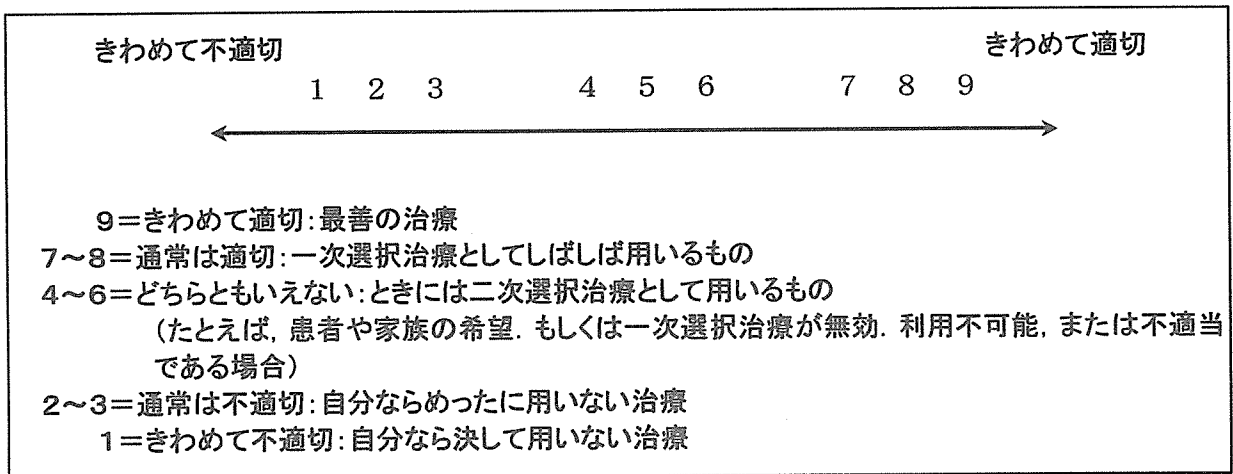 きわめて不適切 きわめて適切
1 2 3 4 5 6 7 8 9
9=きわめて適切:最善の治療
7~8=通常は適切:一次選択治療としてしばしば用いるもの
4~6=どちらともいえない:ときには二次選択治療として用いるもの
(たとえば, 患者や家族の希望. もしくは一次選択治療が無効. 利用不可能, または不適当
である場合)
2~3=通常は不適切:自分ならめったに用いない治療
1=きわめて不適切:自分なら決して用いない治療